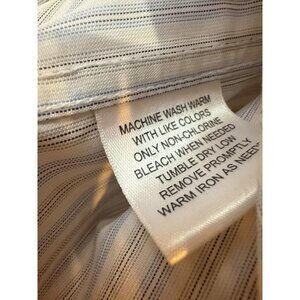 MACHINE WASH WARM
WITH LIKE COLORS
ONLY NON-CHLORINE
BLEACH WHEN NEEDED
TUMBLE DRY LOW
REMOVE PROMPTLY
WARM IRON AS NEE